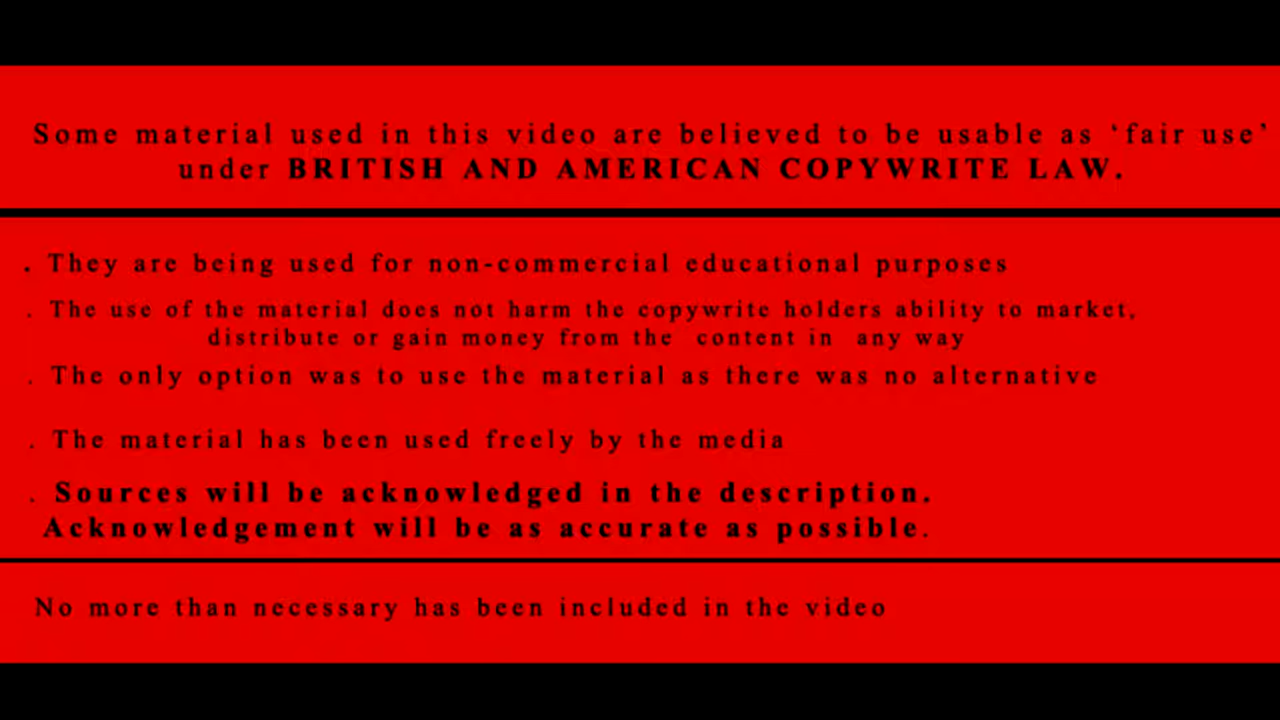 Some material used in this video are believed to be usable as ‘fair use’
under BRITISH AND AMERICAN COPYWRITE LAW.
. They are being used for non-commercial educational purposes
. The use of the material does not harm the copywrite holders ability to market,
distribute or gain money from the content in any way
. The only option was to use the material as there was no alternative
. The material has been used freely by the media
. Sources will be acknowledged in the description.
Acknowledgement will be as accurate as possible.
No more than necessary has been included in the video